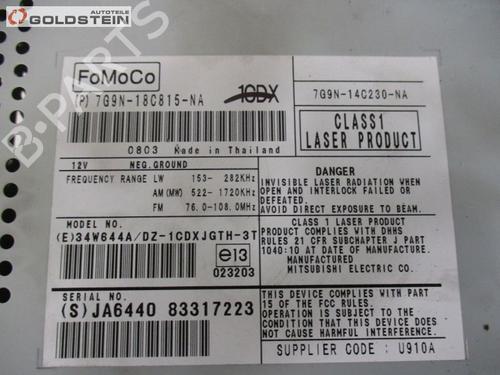 GOLDSTEIN
B-PARTS
FoMoCo
(P) 7G9N-18C815-NA
10DX
0803 Made in Thailand
7G9N-14C230-NA
CLASS1
LASER PRODUCT
12V NEG.GROUND
FREQUENCY RANGE LW 153- 282KHz
AM(MW) 522-1720KHz
FM 76.0-108.0MHz
MODEL NO.
(E)34W644A/DZ-1CDXJGTH-3T
e13
023203
SERIAL NO.
(S)JA6440 83317223
DANGER
INVISIBLE LASER RADIATION WHEN
OPEN AND INTERLOCK FAILED OR
DEFEATED.
AVOID DIRECT EXPOSURE TO BEAM.
CLASS 1 LASER PRODUCT
PRODUCT COMPLIES WITH DHHS
RULES 21 CFR SUBCHAPTER J PART
1040:10 AT DATE OF MANUFACTURE.
MANUFACTURED
MITSUBISHI ELECTRIC CO.
THIS DEVICE COMPLIES WITH PART
15 OF THE FCC RULES.
OPERATION IS SUBJECT TO THE
CONDITION THAT THIS DEVICE DOES
NOT CAUSE HARMFUL INTERFERENCE.
SUPPLIER CODE : U910A